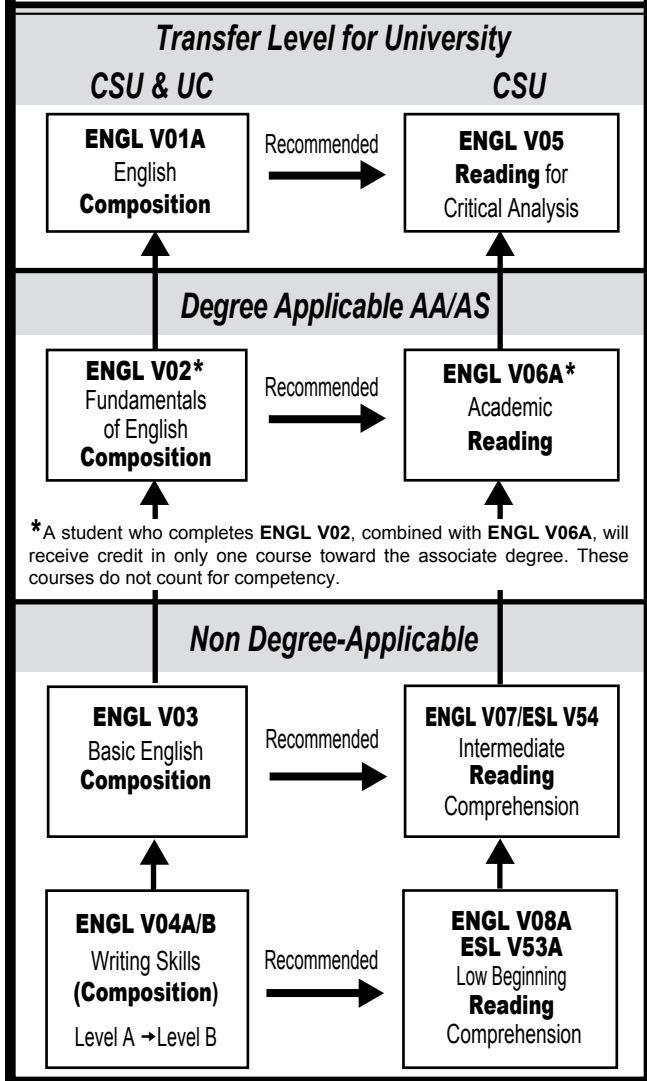 Transfer Level for University
CSU & UC
CSU
ENGL V01A
English
Composition
Recommended
ENGL V05
Reading for
Critical Analysis
Degree Applicable AA/AS
ENGL V02*
Fundamentals
of English
Composition
Recommended
ENGL V06A*
Academic
Reading
*A student who completes ENGL V02, combined with ENGL V06A, will
receive credit in only one course toward the associate degree. These
courses do not count for competency.
Non Degree-Applicable
ENGL V03
Basic English
Composition
Recommended
ENGL V07/ESL V54
Intermediate
Reading
Comprehension
ENGL V04A/B
Writing Skills
(Composition)
Level A →Level B
Recommended
ENGL V08A
ESL V53A
Low Beginning
Reading
Comprehension